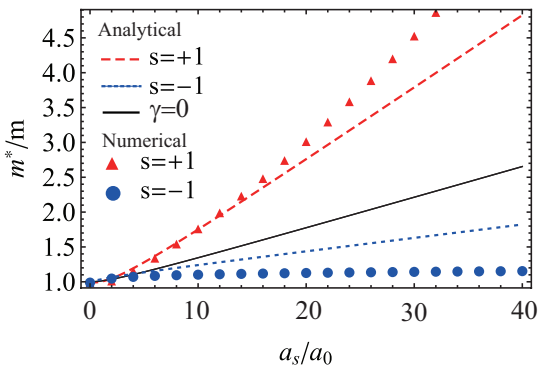 4.5
4.0
3.5
3.0
2.5
2.0
1.5
1.0
m*/m
Analytical
s=+1
s=−1
γ=0
Numerical
s=+1
s=−1
0 10 20 30 40
a_s/a_0